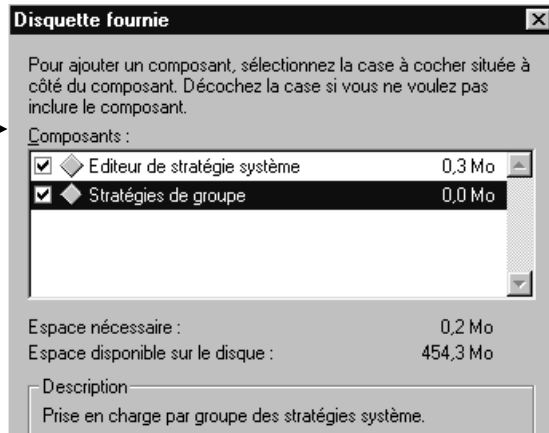 Disquette fournie
Pour ajouter un composant, sélectionnez la case à cocher située à
côté du composant. Décochez la case si vous ne voulez pas
inclure le composant.
Composants :
Editeur de stratégie système 0,3 Mo
Stratégies de groupe 0,0 Mo
Espace nécessaire : 0,2 Mo
Espace disponible sur le disque : 454,3 Mo
Description
Prise en charge par groupe des stratégies système.